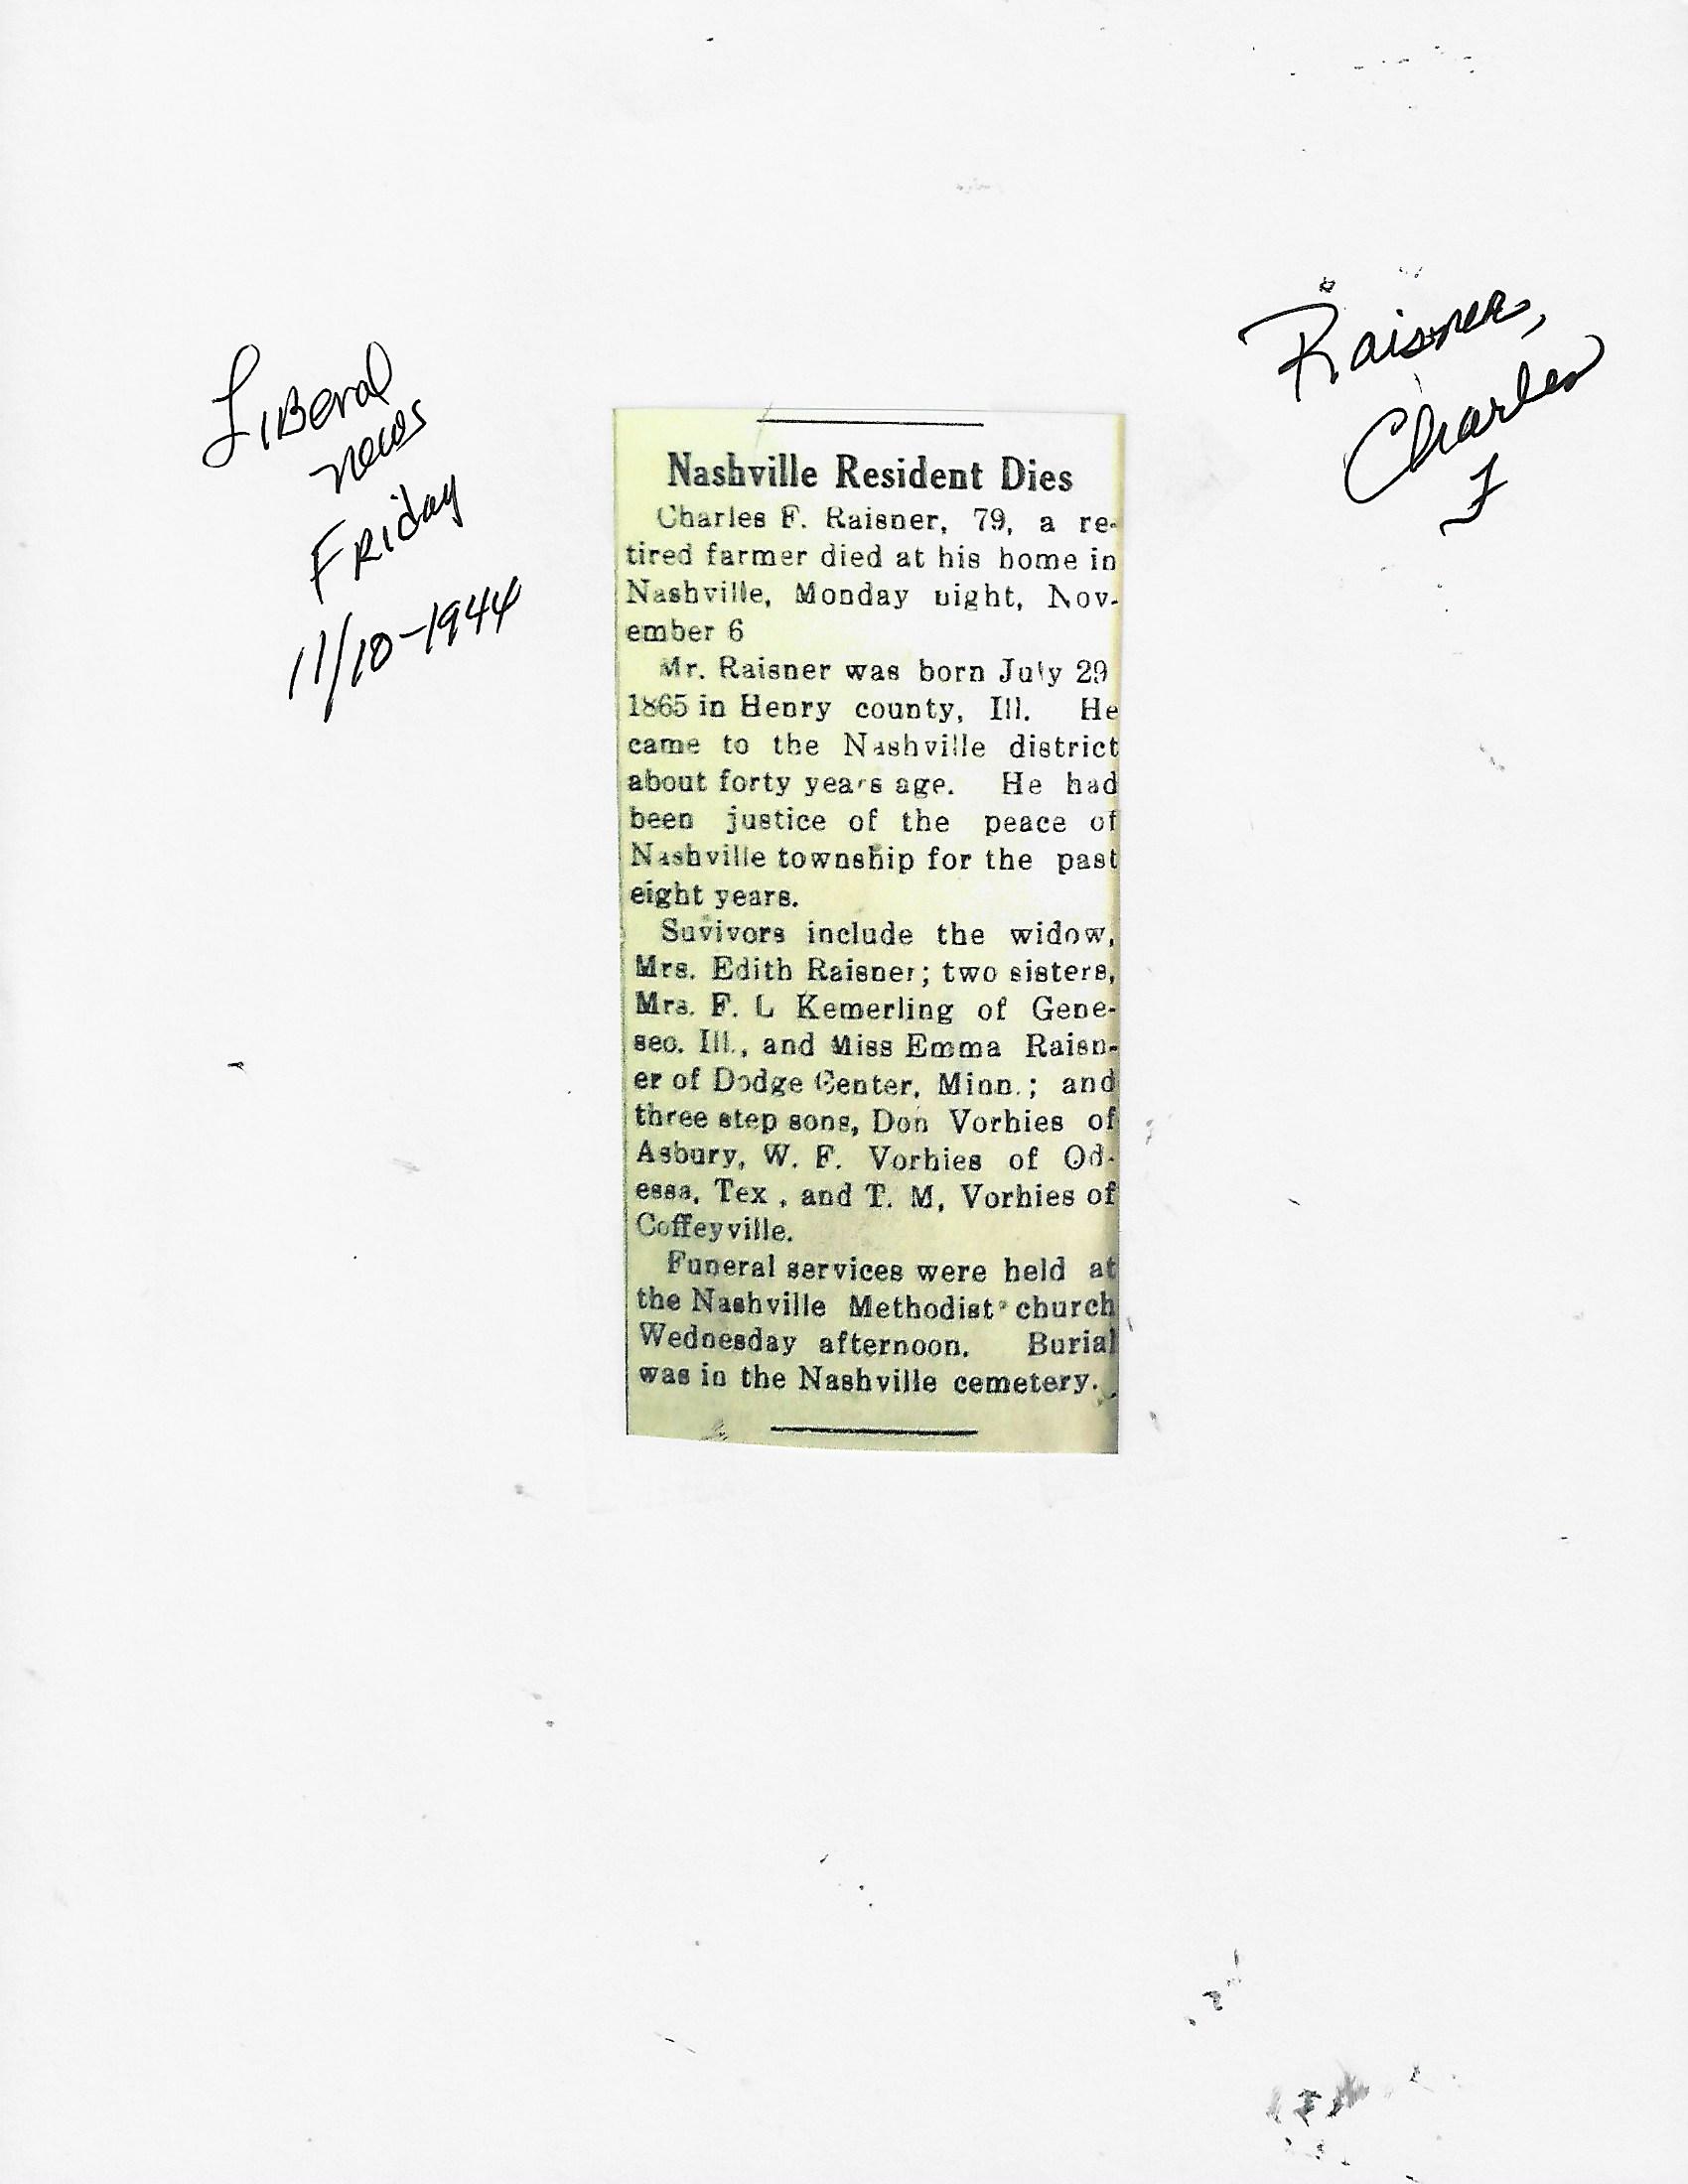 Liberal
news
Friday
11/10-1944
Raisner,
Charles
F
Nashville Resident Dies
Charles F. Raisner, 79, a re-
tired farmer died at his home in
Nashville, Monday night, Nov-
ember 6
Mr. Raisner was born July 29
1865 in Henry county, Ill. He
came to the Nashville district
about forty years age. He had
been justice of the peace of
Nashville township for the past
eight years.
Suvivors include the widow,
Mrs. Edith Raisner; two sisters,
Mrs. F. L Kemerling of Gene-
seo. Ill., and Miss Emma Raisn-
er of Dodge Center, Minn.; and
three step sons, Don Vorhies of
Asbury, W. F. Vorhies of Od-
essa, Tex , and T. M, Vorhies of
Coffeyville.
Funeral services were held at
the Nashville Methodist church
Wednesday afternoon. Burial
was in the Nashville cemetery.